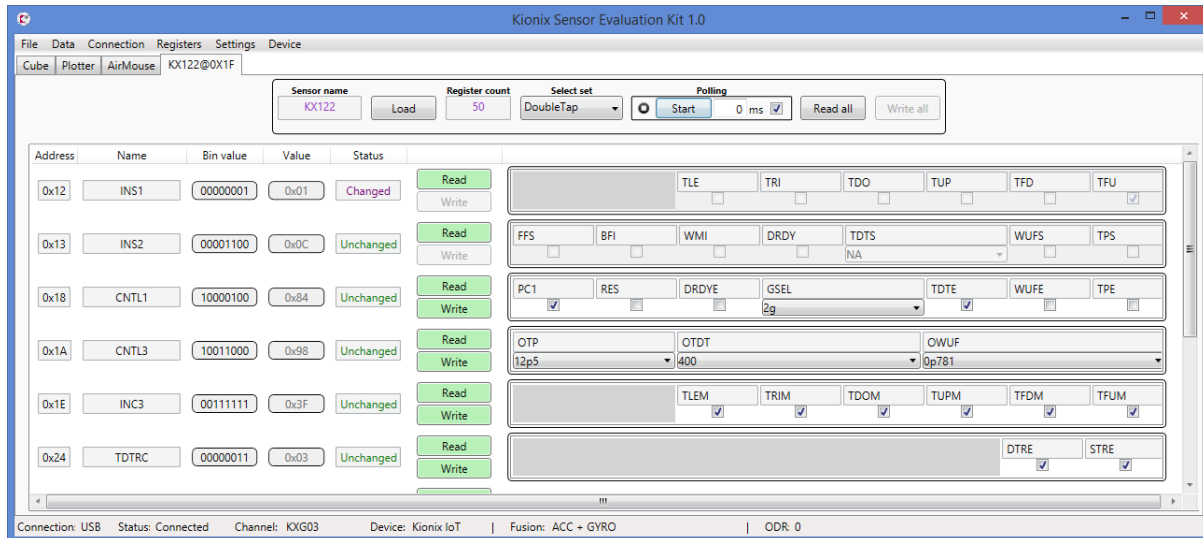 Kionix Sensor Evaluation Kit 1.0
File Data Connection Registers Settings Device
Cube Plotter AirMouse KX122@0X1F
Sensor name Register count Select set Polling
KX122 Load 50 DoubleTap Start 0 ms Read all Write all
Address Name Bin value Value Status
0x12 INS1 00000001 0x01 Changed Read Write TLE TRI TDO TUP TFD TFU
0x13 INS2 00001100 0x0C Unchanged Read Write FFS BFI WMI DRDY TDTS NA WUFS TPS
0x18 CNTL1 10000100 0x84 Unchanged Read Write PC1 RES DRDYE GSEL 2g TDTE WUFE TPE
0x1A CNTL3 10011000 0x98 Unchanged Read Write OTP 12p5 OTDT 400 OWUF 0p781
0x1E INC3 00111111 0x3F Unchanged Read Write TLEM TRIM TDOM TUPM TFDM TFUM
0x24 TDTRC 00000011 0x03 Unchanged Read Write DTRE STRE
Connection: USB Status: Connected Channel: KXG03 Device: Kionix IoT | Fusion: ACC + GYRO | ODR: 0